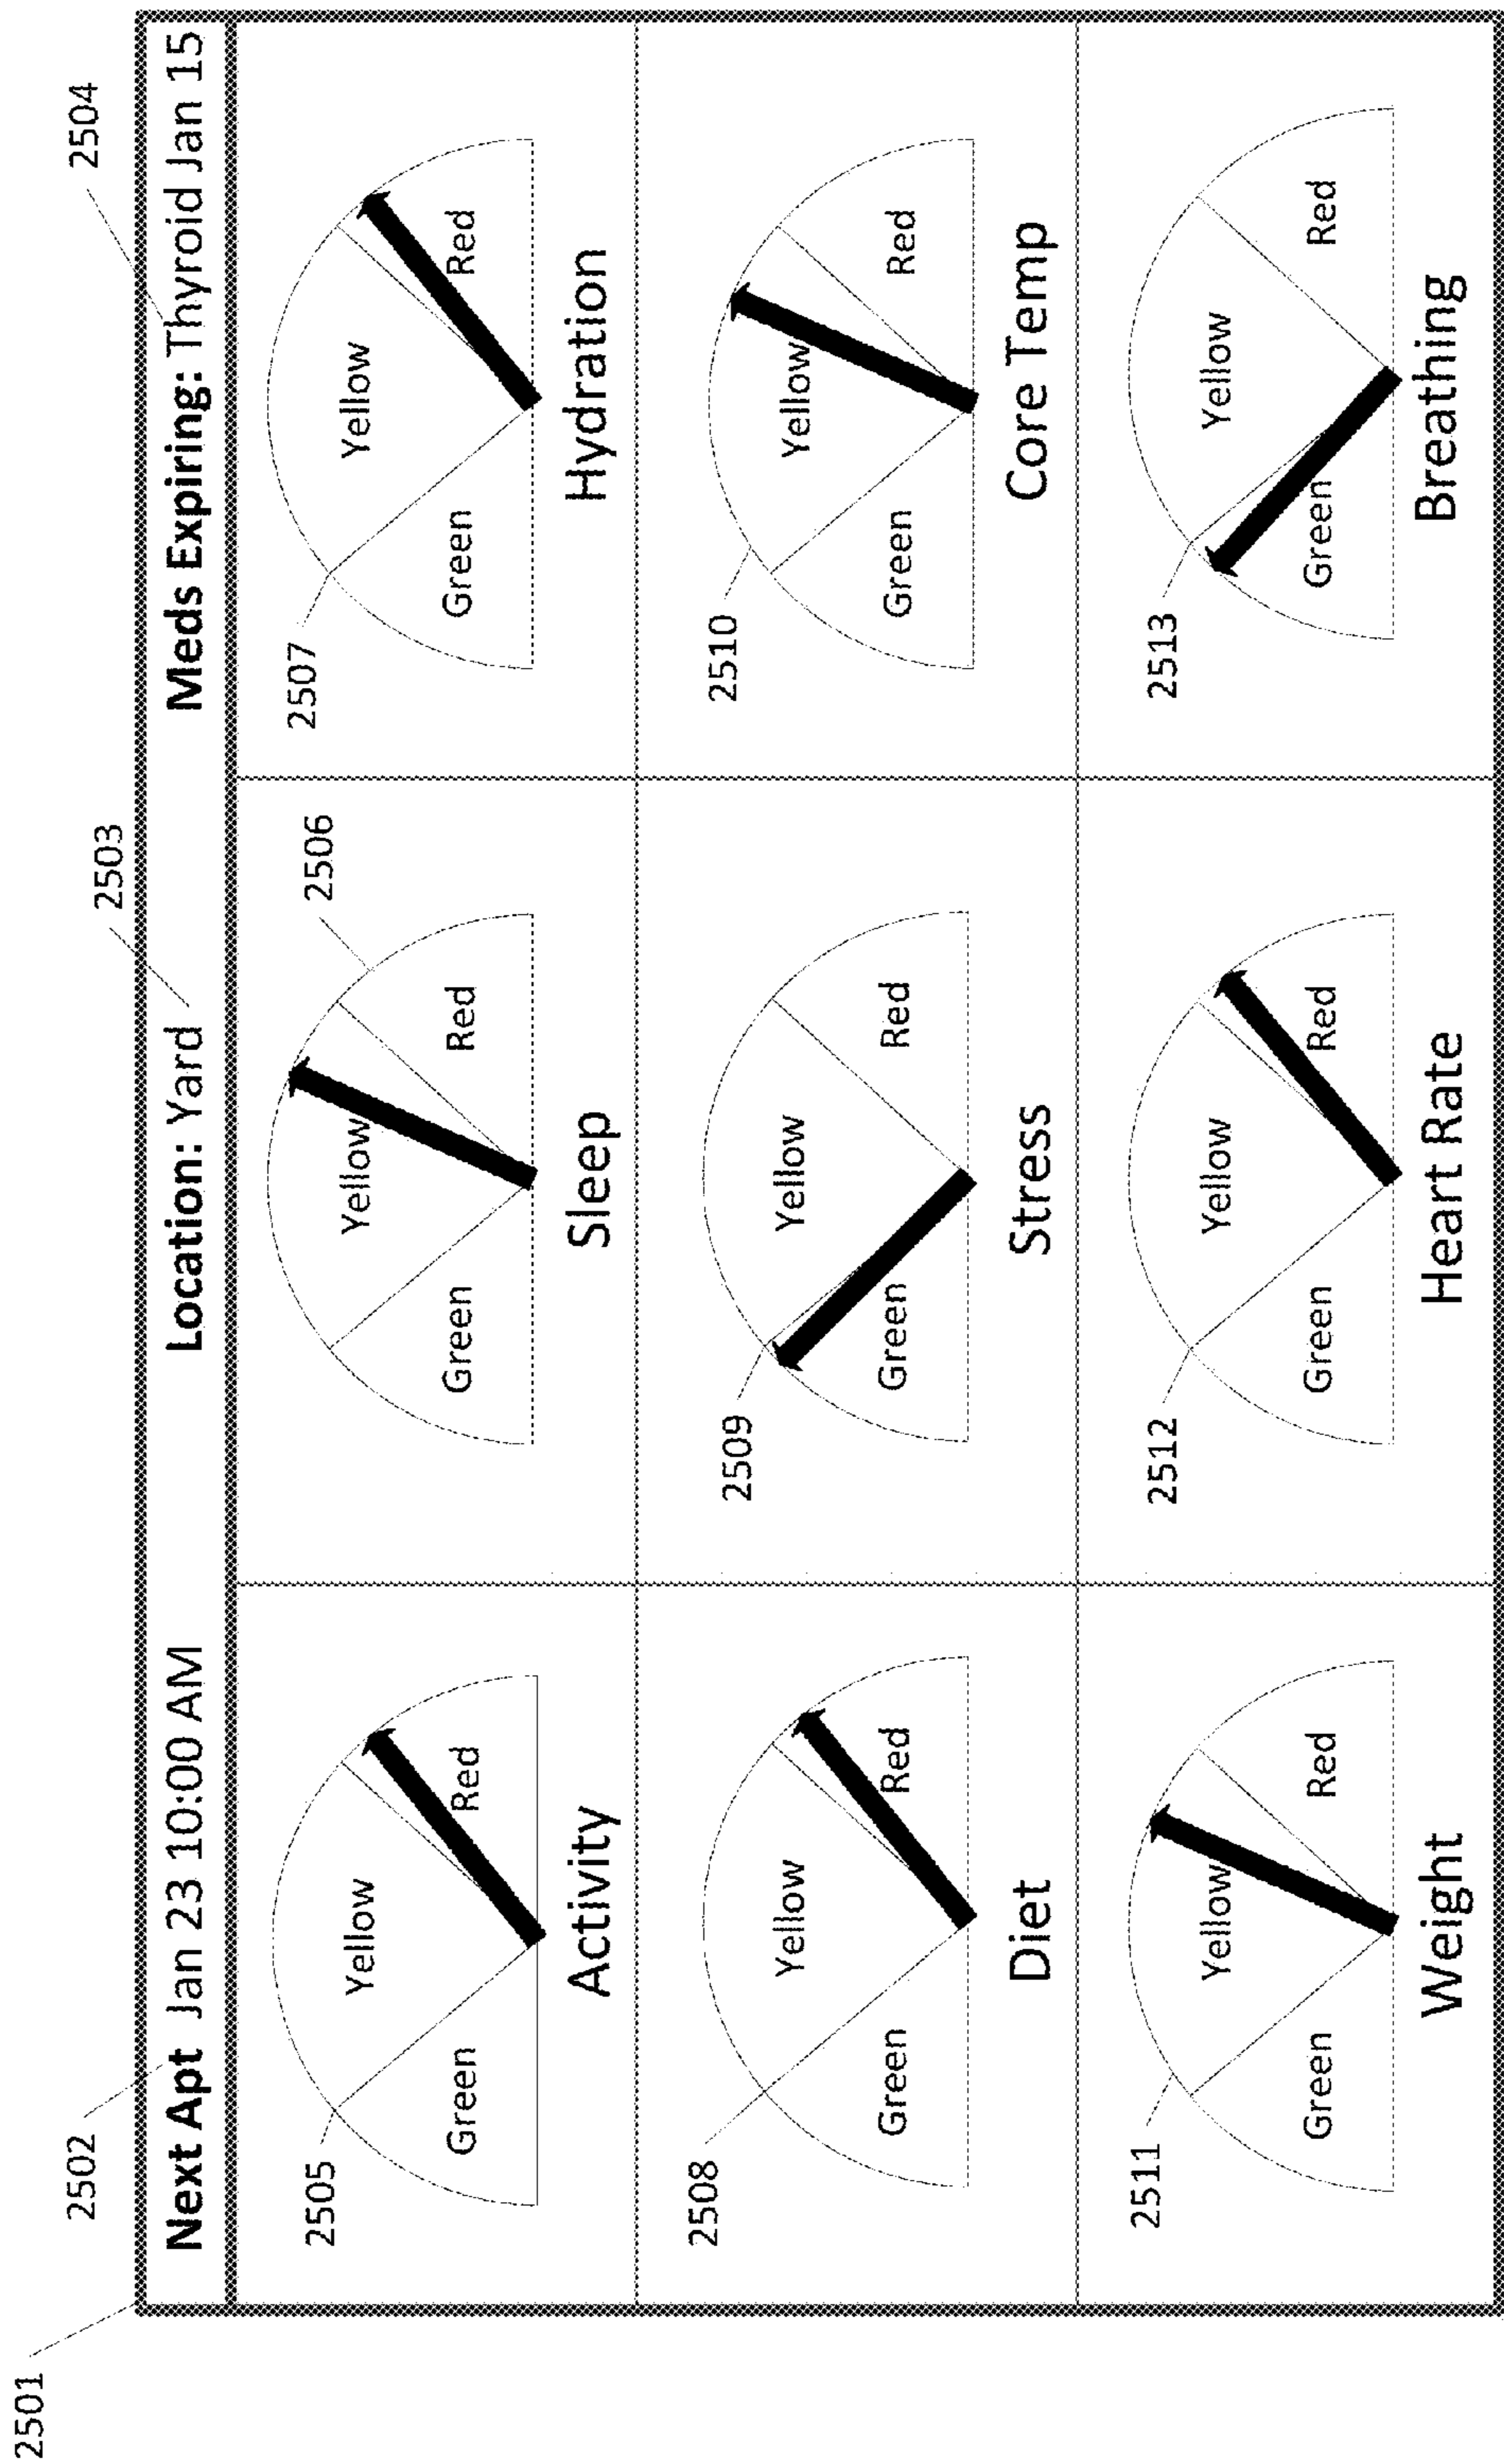 2501
2502
2503
2504
Next Apt Jan 23 10:00 AM
Location: Yard
Meds Expiring: Thyroid Jan 15
2505
Green
Yellow
Red
Activity
2506
Green
Yellow
Red
Sleep
2507
Green
Yellow
Red
Hydration
2508
Green
Yellow
Red
Diet
2509
Green
Yellow
Red
Stress
2510
Green
Yellow
Red
Core Temp
2511
Green
Yellow
Red
Weight
2512
Green
Yellow
Red
Heart Rate
2513
Green
Yellow
Red
Breathing